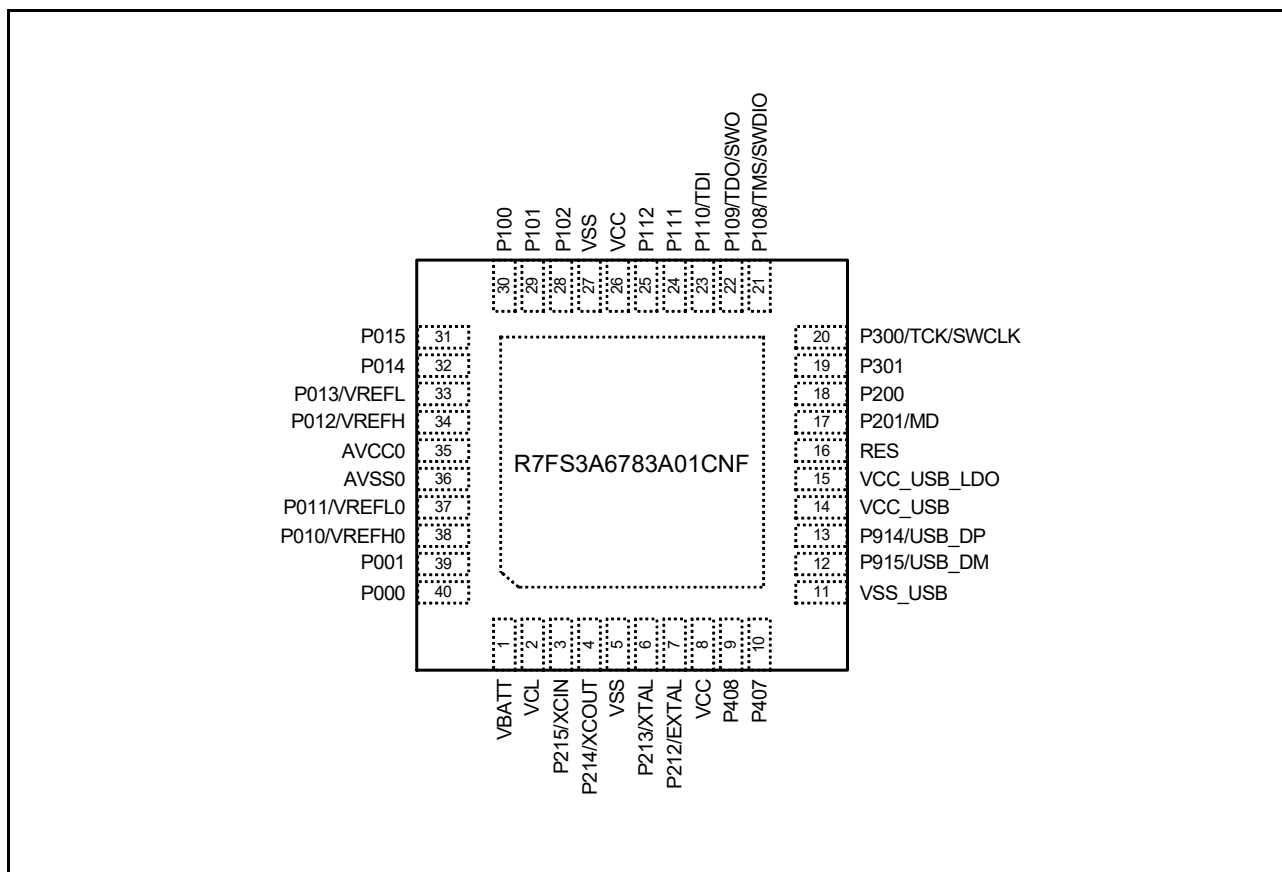 P100
P101
P102
VSS
VCC
P112
P111
P110/TDI
P109/TDO/SWO
P108/TMS/SWDIO
30
29
28
27
26
25
24
23
22
21
P015 31
P014 32
P013/VREFL 33
P012/VREFH 34
AVCC0 35
AVSS0 36
P011/VREFL0 37
P010/VREFH0 38
P001 39
P000 40
R7FS3A6783A01CNF
20 P300/TCK/SWCLK
19 P301
18 P200
17 P201/MD
16 RES
15 VCC_USB_LDO
14 VCC_USB
13 P914/USB_DP
12 P915/USB_DM
11 VSS_USB
1
2
3
4
5
6
7
8
9
10
VBATT
VCL
P215/XCIN
P214/XCOUT
VSS
P213/XTAL
P212/EXTAL
VCC
P408
P407